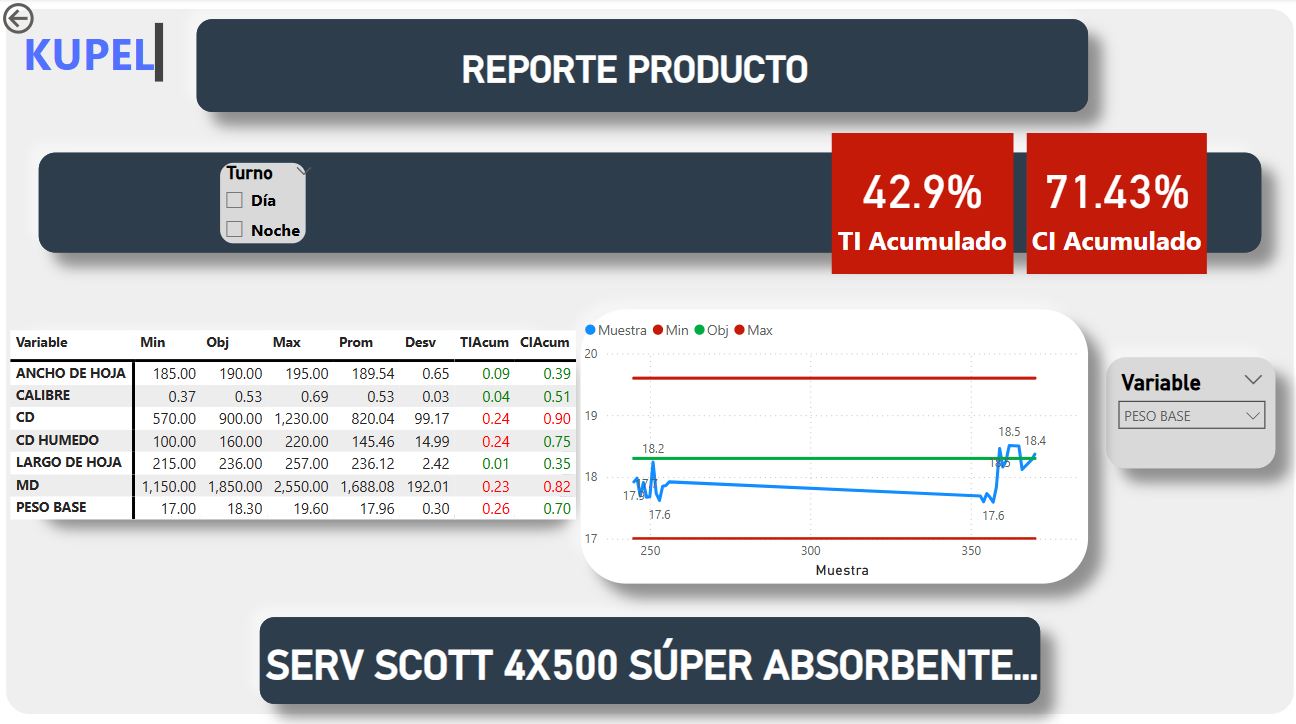 KUPEL
REPORTE PRODUCTO
Turno
Día
Noche
42.9%
TI Acumulado
71.43%
CI Acumulado
Variable Min Obj Max Prom Desv TIAcum CIAcum
ANCHO DE HOJA 185.00 190.00 195.00 189.54 0.65 0.09 0.39
CALIBRE 0.37 0.53 0.69 0.53 0.03 0.04 0.51
CD 570.00 900.00 1,230.00 820.04 99.17 0.24 0.90
CD HUMEDO 100.00 160.00 220.00 145.46 14.99 0.24 0.75
LARGO DE HOJA 215.00 236.00 257.00 236.12 2.42 0.01 0.35
MD 1,150.00 1,850.00 2,550.00 1,688.08 192.01 0.23 0.82
PESO BASE 17.00 18.30 19.60 17.96 0.30 0.26 0.70
Muestra Min Obj Max
20
19
18
17
18.2
17.6
17.6
18.5
18.4
250 300 350
Muestra
Variable
PESO BASE
SERV SCOTT 4X500 SÚPER ABSORBENTE...